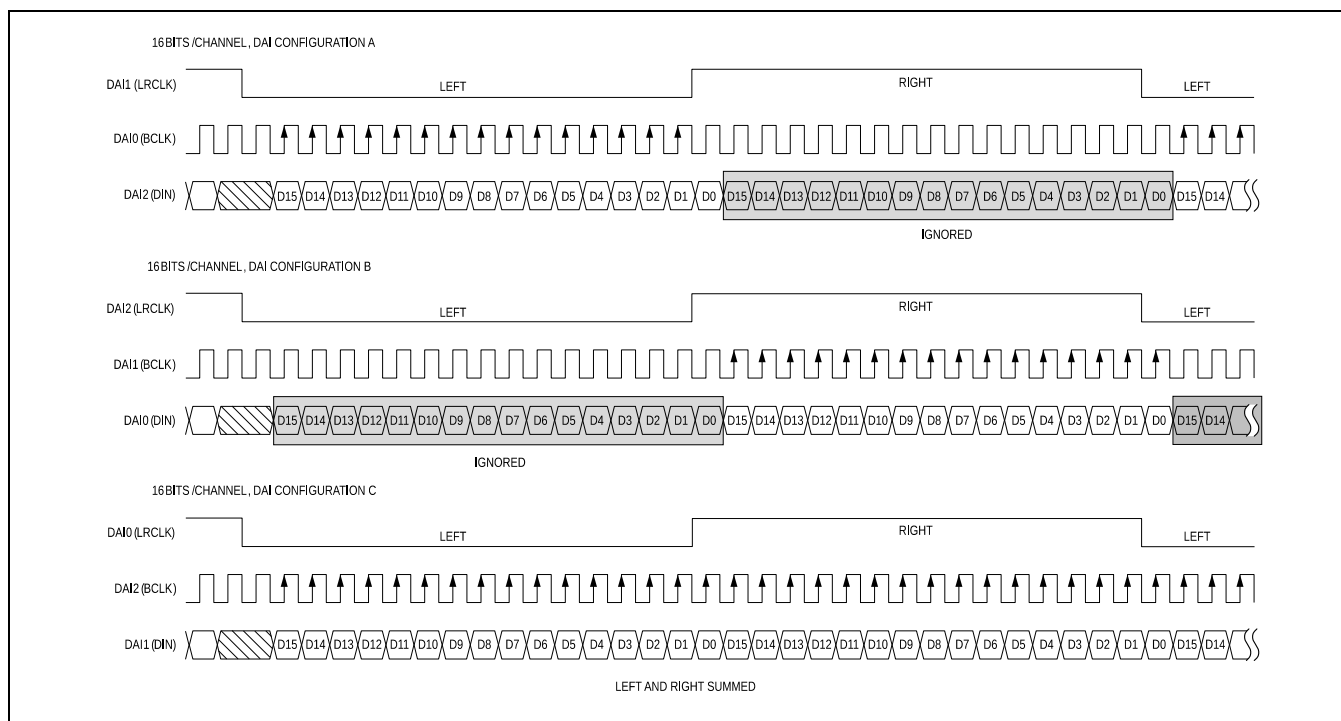 16 BITS /CHANNEL, DAI CONFIGURATION A
DAI1 (LRCLK) LEFT RIGHT LEFT
DAI0 (BCLK)
DAI2 (DIN) D15 D14 D13 D12 D11 D10 D9 D8 D7 D6 D5 D4 D3 D2 D1 D0 D15 D14 D13 D12 D11 D10 D9 D8 D7 D6 D5 D4 D3 D2 D1 D0 D15 D14
IGNORED
16 BITS /CHANNEL, DAI CONFIGURATION B
DAI2 (LRCLK) LEFT RIGHT LEFT
DAI1 (BCLK)
DAI0 (DIN) D15 D14 D13 D12 D11 D10 D9 D8 D7 D6 D5 D4 D3 D2 D1 D0 D15 D14 D13 D12 D11 D10 D9 D8 D7 D6 D5 D4 D3 D2 D1 D0 D15 D14
IGNORED
16 BITS /CHANNEL, DAI CONFIGURATION C
DAI0 (LRCLK) LEFT RIGHT LEFT
DAI2 (BCLK)
DAI1 (DIN) D15 D14 D13 D12 D11 D10 D9 D8 D7 D6 D5 D4 D3 D2 D1 D0 D15 D14 D13 D12 D11 D10 D9 D8 D7 D6 D5 D4 D3 D2 D1 D0 D15 D14
LEFT AND RIGHT SUMMED